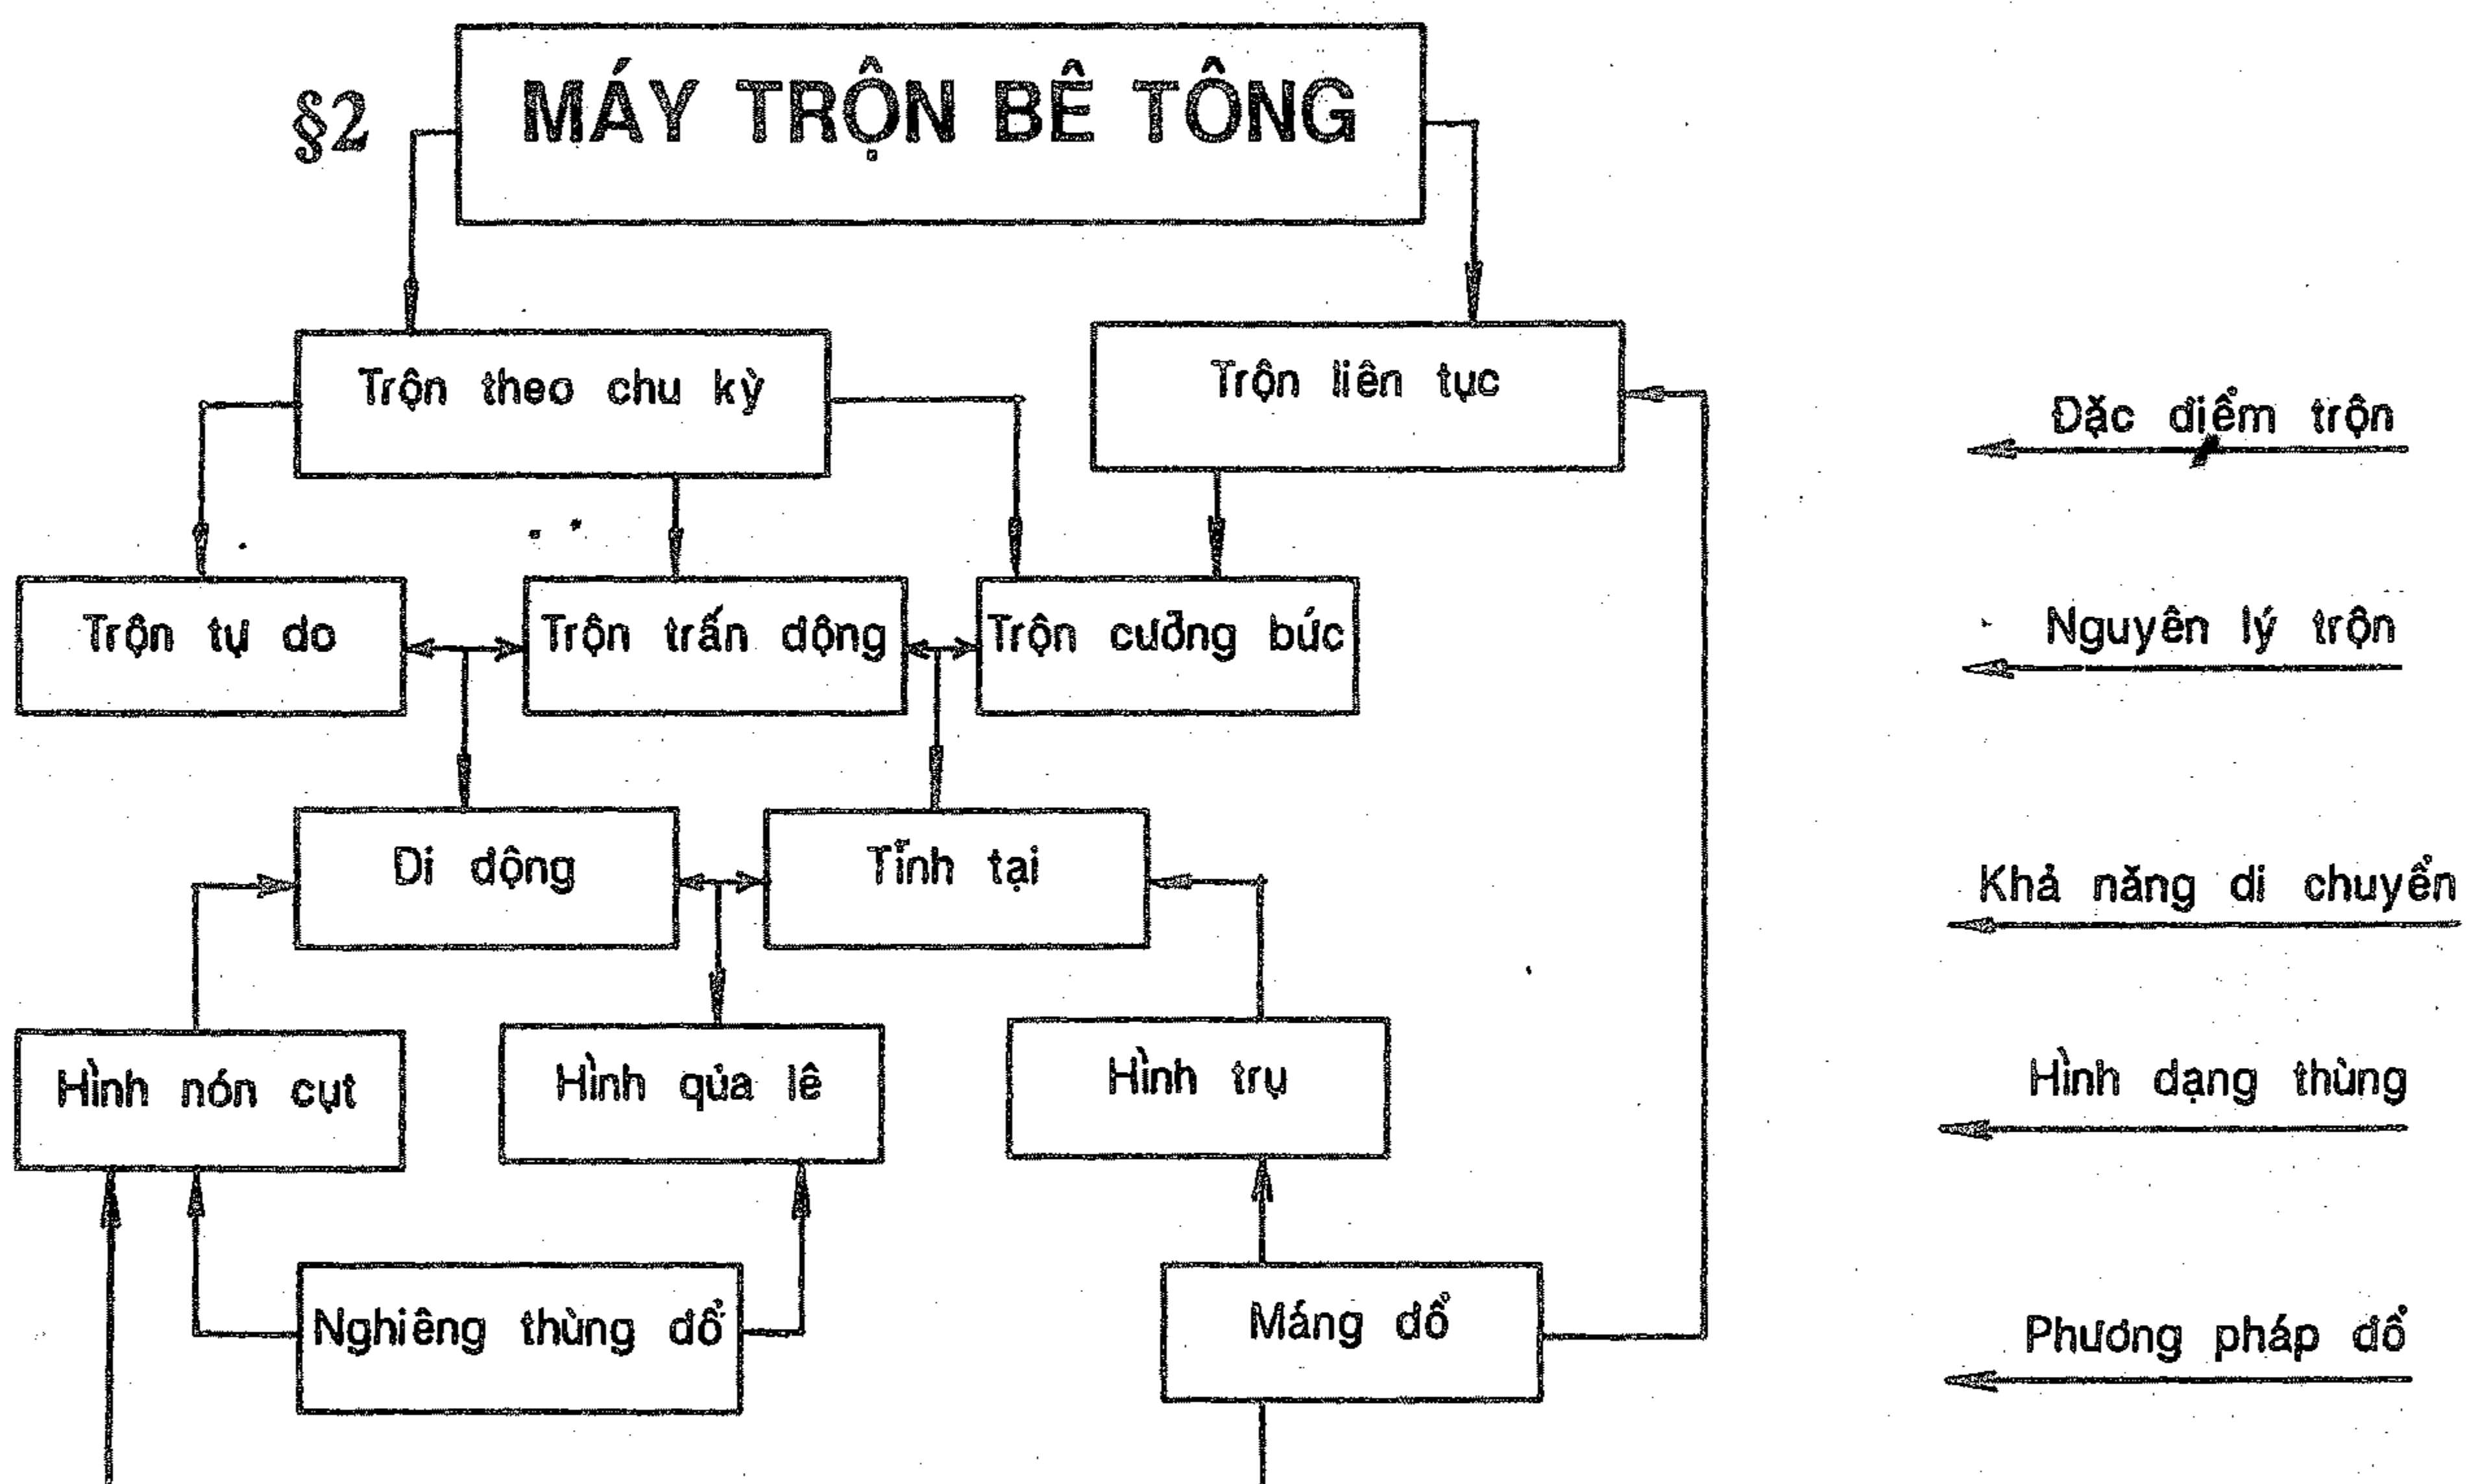 §2
MÁY TRỘN BÊ TÔNG
Trộn theo chu kỳ
Trộn liên tục
Đặc điểm trộn
Trộn tự do
Trộn trấn động
Trộn cưỡng bức
Nguyên lý trộn
Di động
Tĩnh tại
Khả năng di chuyển
Hình nón cụt
Hình qủa lê
Hình trụ
Hình dạng thùng
Nghiêng thùng đổ
Máng đổ
Phương pháp đổ